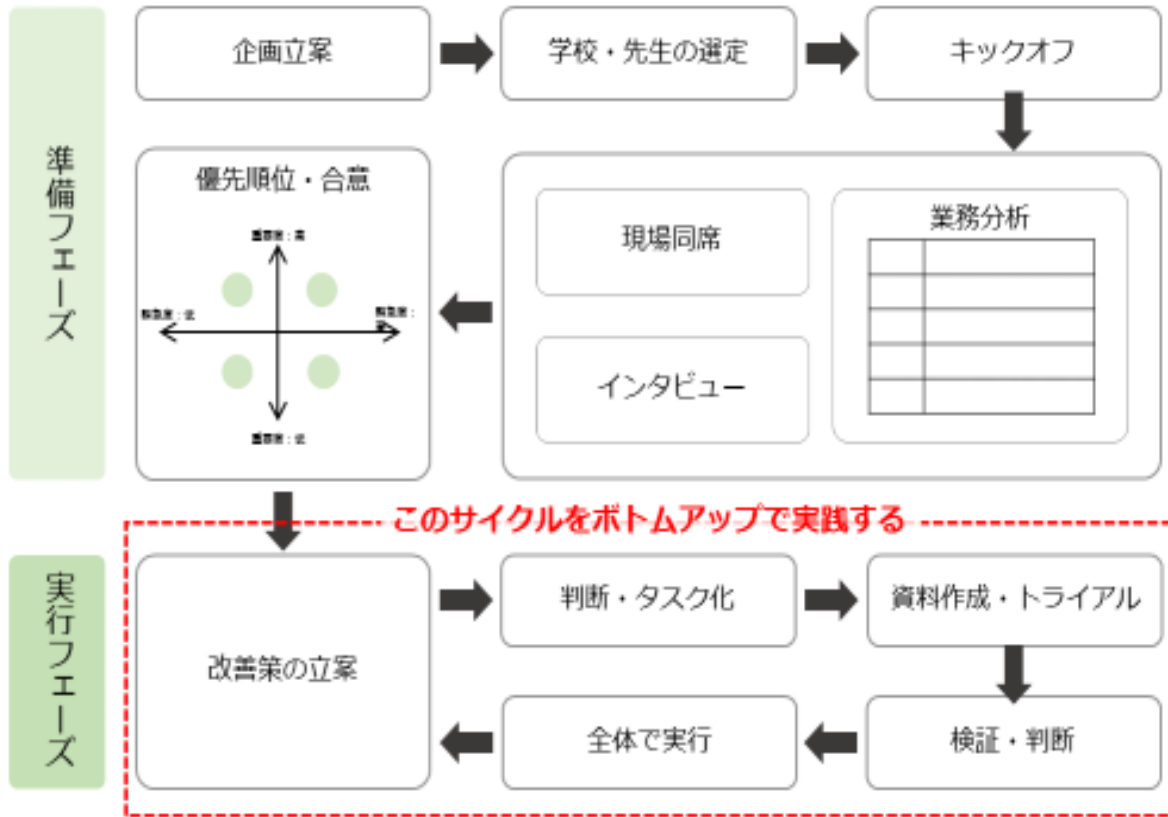 準備フェーズ
企画立案
学校・先生の選定
キックオフ
優先順位・合意
現場同席
インタビュー
業務分析
このサイクルをボトムアップで実践する
実行フェーズ
改善策の立案
判断・タスク化
資料作成・トライアル
全体で実行
検証・判断